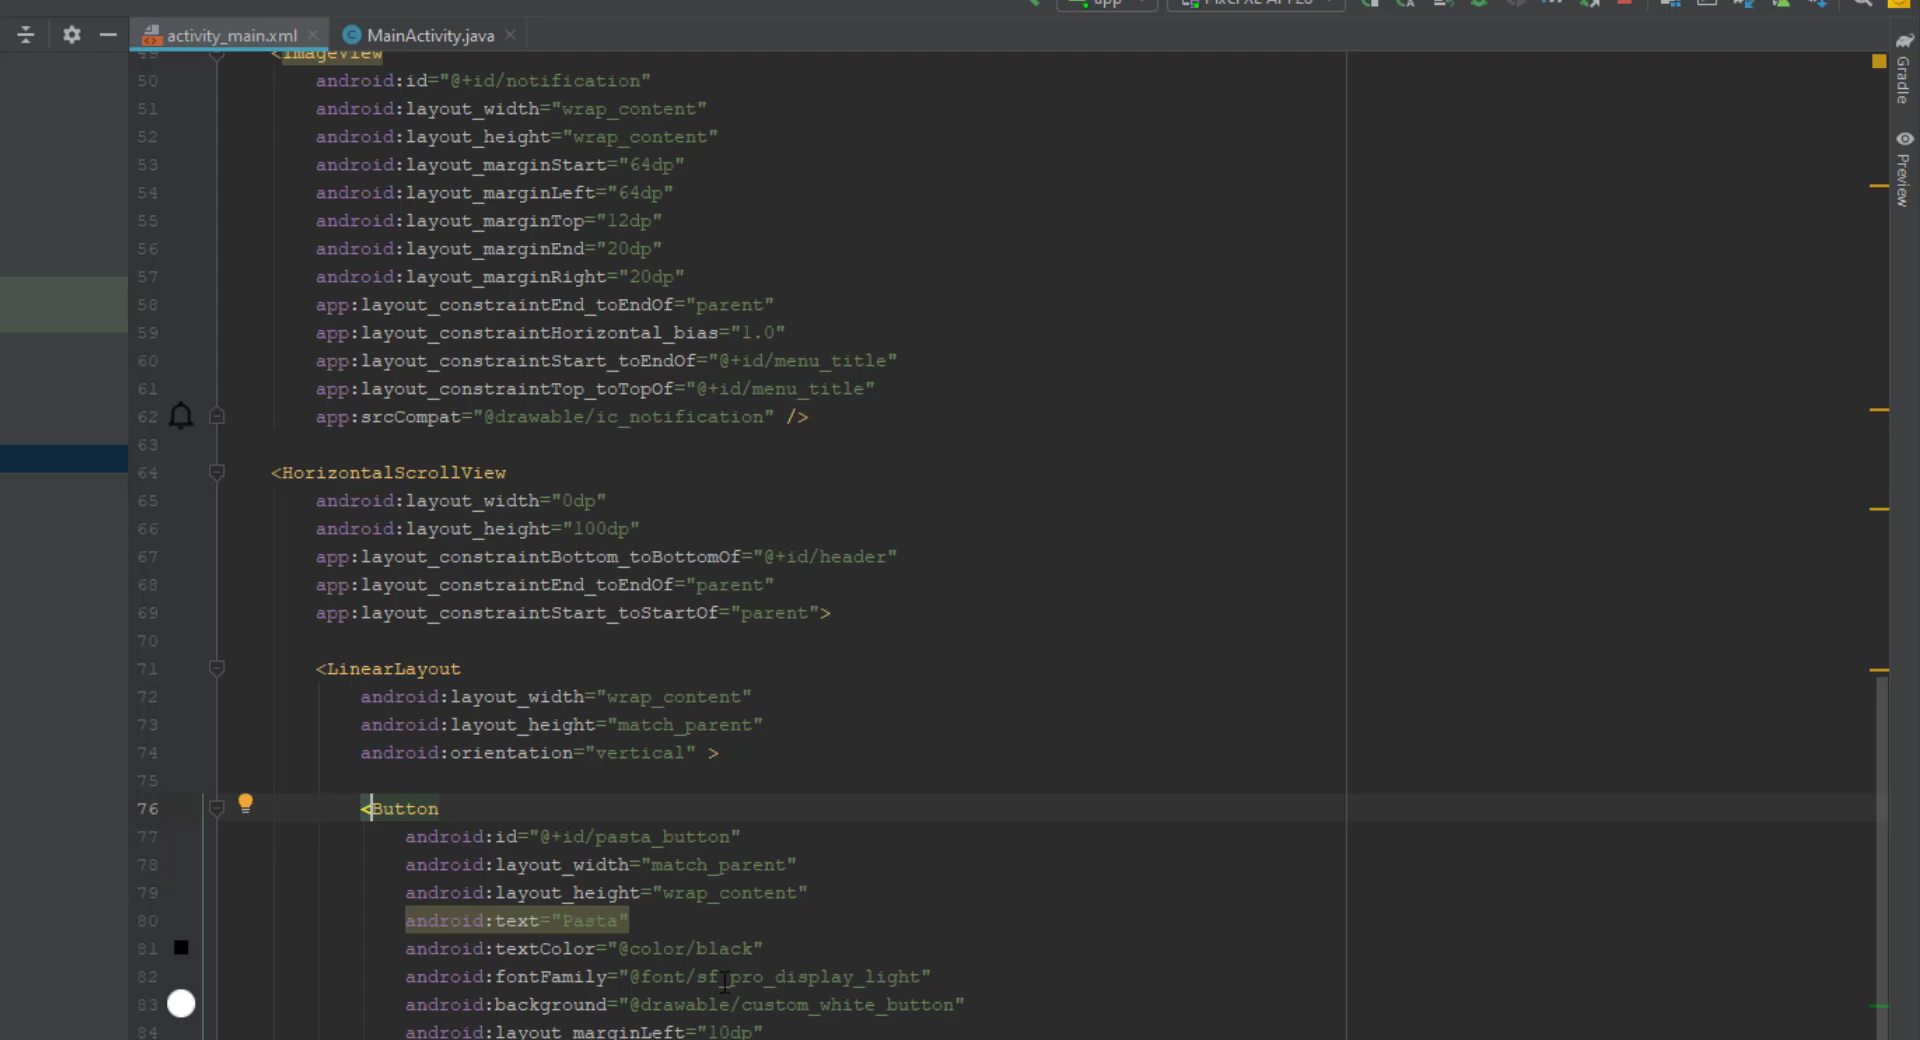 app
activity_main.xml
MainActivity.java
Gradle
Preview
49 <ImageView
50 android:id="@+id/notification"
51 android:layout_width="wrap_content"
52 android:layout_height="wrap_content"
53 android:layout_marginStart="64dp"
54 android:layout_marginLeft="64dp"
55 android:layout_marginTop="12dp"
56 android:layout_marginEnd="20dp"
57 android:layout_marginRight="20dp"
58 app:layout_constraintEnd_toEndOf="parent"
59 app:layout_constraintHorizontal_bias="1.0"
60 app:layout_constraintStart_toEndOf="@+id/menu_title"
61 app:layout_constraintTop_toTopOf="@+id/menu_title"
62 app:srcCompat="@drawable/ic_notification" />
63
64 <HorizontalScrollView
65 android:layout_width="0dp"
66 android:layout_height="100dp"
67 app:layout_constraintBottom_toBottomOf="@+id/header"
68 app:layout_constraintEnd_toEndOf="parent"
69 app:layout_constraintStart_toStartOf="parent">
70
71 <LinearLayout
72 android:layout_width="wrap_content"
73 android:layout_height="match_parent"
74 android:orientation="vertical" >
75
76 <Button
77 android:id="@+id/pasta_button"
78 android:layout_width="match_parent"
79 android:layout_height="wrap_content"
80 android:text="Pasta"
81 android:textColor="@color/black"
82 android:fontFamily="@font/sf_pro_display_light"
83 android:background="@drawable/custom_white_button"
84 android:layout_marginLeft="10dp"